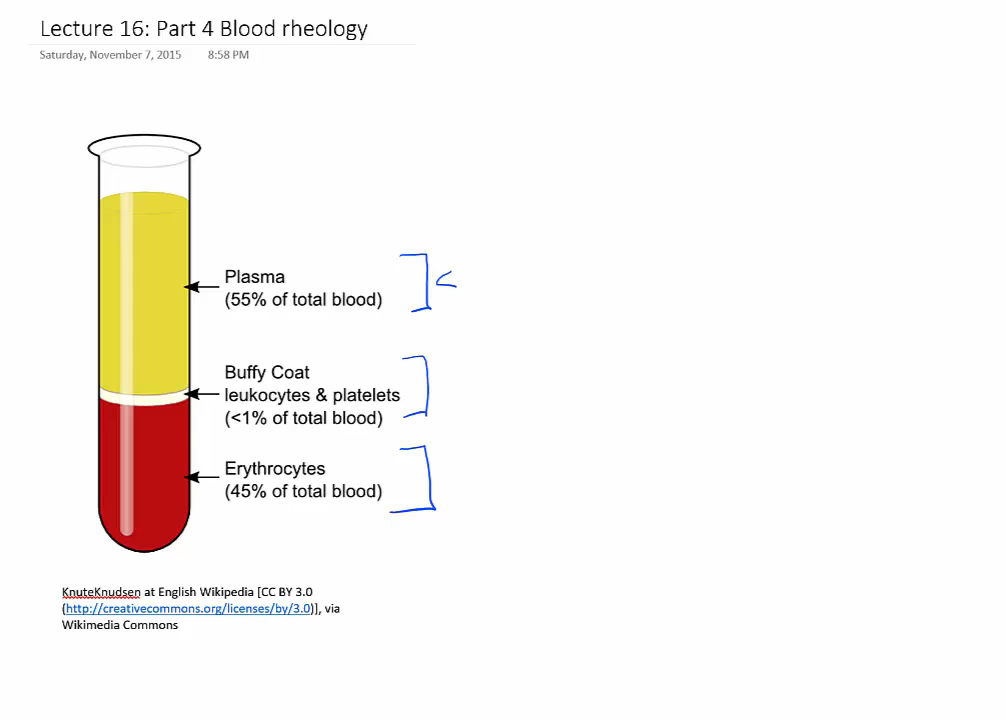 Lecture 16: Part 4 Blood rheology
Saturday, November 7, 2015 8:58 PM
Plasma
(55% of total blood)
Buffy Coat
leukocytes & platelets
(<1% of total blood)
Erythrocytes
(45% of total blood)
KnuteKnudsen at English Wikipedia [CC BY 3.0
(http://creativecommons.org/licenses/by/3.0)], via
Wikimedia Commons